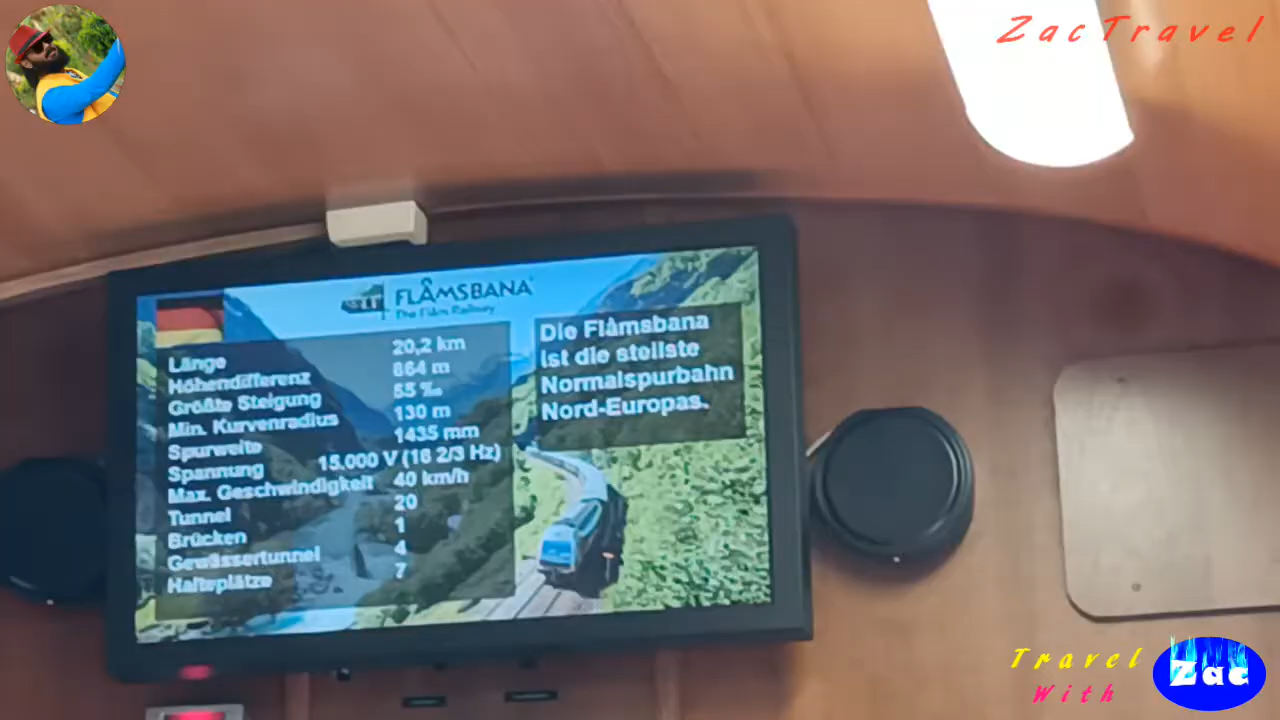 ZacTravel
FLÅMSBANA
The Flåm Railway
Länge 20,2 km
Höhendifferenz 864 m
Größte Steigung 55 ‰
Min. Kurvenradius 130 m
Spurweite 1435 mm
Spannung 15.000 V (16 2/3 Hz)
Max. Geschwindigkeit 40 km/h
Tunnel 20
Brücken 1
Gewässertunnel 4
Halteplätze 7
Die Flåmsbana
ist die steilste
Normalspurbahn
Nord-Europas.
Travel
With
Zac